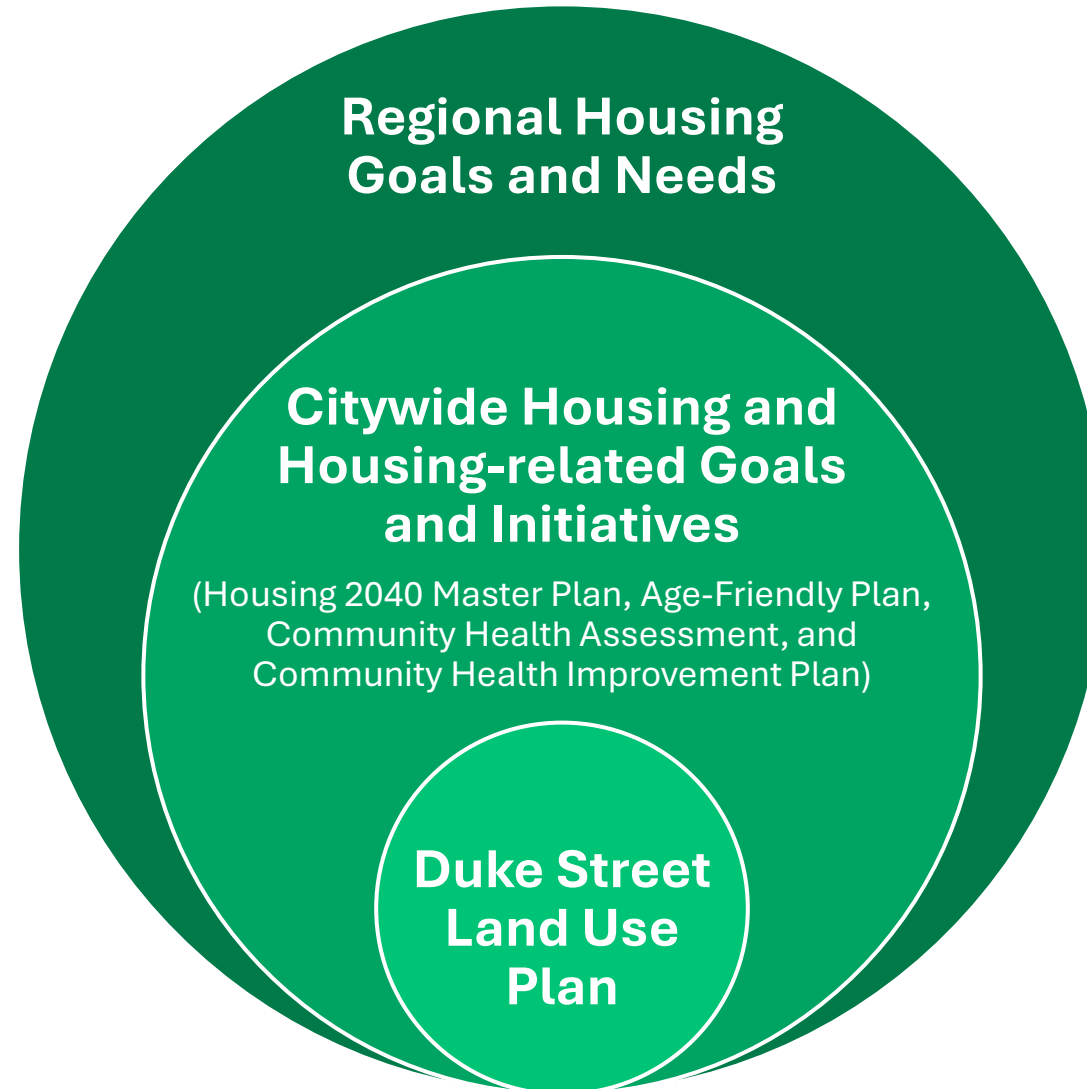 Regional Housing
Goals and Needs
Citywide Housing and
Housing-related Goals
and Initiatives
(Housing 2040 Master Plan, Age-Friendly Plan,
Community Health Assessment, and
Community Health Improvement Plan)
Duke Street
Land Use
Plan